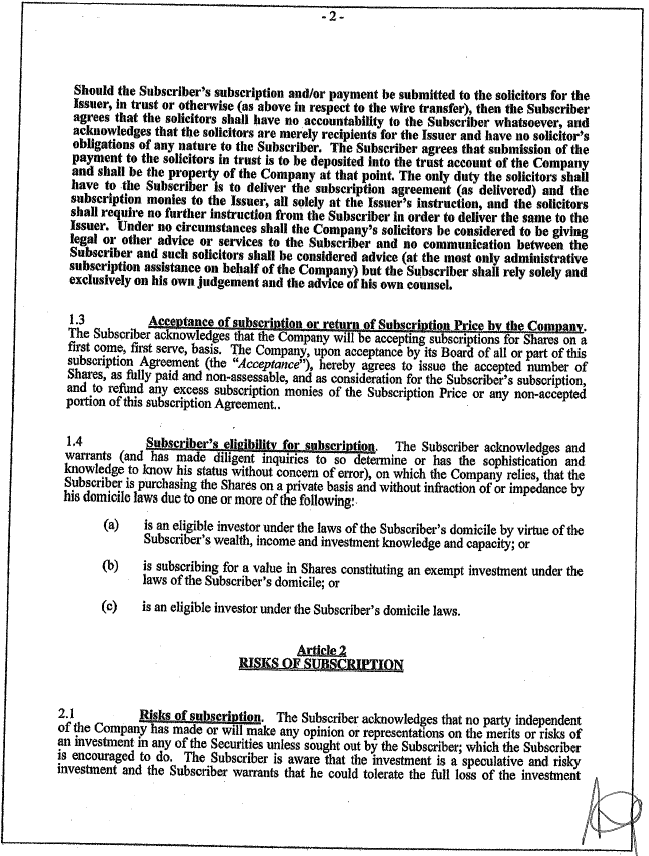 - 2 -
Should the Subscriber's subscription and/or payment be submitted to the solicitors for the
Issuer, in trust or otherwise (as above in respect to the wire transfer), then the Subscriber
agrees that the solicitors shall have no accountability to the Subscriber whatsoever, and
acknowledges that the solicitors are merely recipients for the Issuer and have no solicitor's
obligations of any nature to the Subscriber. The Subscriber agrees that submission of the
payment to the solicitors in trust is to be deposited into the trust account of the Company
and shall be the property of the Company at that point. The only duty the solicitors shall
have to the Subscriber is to deliver the subscription agreement (as delivered) and the
subscription monies to the Issuer, all solely at the Issuer's instruction, and the solicitors
shall require no further instruction from the Subscriber in order to deliver the same to the
Issuer. Under no circumstances shall the Company's solicitors be considered to be giving
legal or other advice or services to the Subscriber and no communication between the
Subscriber and such solicitors shall be considered advice (at the most only administrative
subscription assistance on behalf of the Company) but the Subscriber shall rely solely and
exclusively on his own judgement and the advice of his own counsel.
1.3 Acceptance of subscription or return of Subscription Price by the Company.
The Subscriber acknowledges that the Company will be accepting subscriptions for Shares on a
first come, first serve, basis. The Company, upon acceptance by its Board of all or part of this
subscription Agreement (the "Acceptance"), hereby agrees to issue the accepted number of
Shares, as fully paid and non-assessable, and as consideration for the Subscriber's subscription,
and to refund any excess subscription monies of the Subscription Price or any non-accepted
portion of this subscription Agreement..
1.4 Subscriber's eligibility for subscription. The Subscriber acknowledges and
warrants (and has made diligent inquiries to so determine or has the sophistication and
knowledge to know his status without concern of error), on which the Company relies, that the
Subscriber is purchasing the Shares on a private basis and without infraction of or impedance by
his domicile laws due to one or more of the following:
(a) is an eligible investor under the laws of the Subscriber's domicile by virtue of the
Subscriber's wealth, income and investment knowledge and capacity; or
(b) is subscribing for a value in Shares constituting an exempt investment under the
laws of the Subscriber's domicile; or
(c) is an eligible investor under the Subscriber's domicile laws.
Article 2
RISKS OF SUBSCRIPTION
2.1 Risks of subscription. The Subscriber acknowledges that no party independent
of the Company has made or will make any opinion or representations on the merits or risks of
an investment in any of the Securities unless sought out by the Subscriber; which the Subscriber
is encouraged to do. The Subscriber is aware that the investment is a speculative and risky
investment and the Subscriber warrants that he could tolerate the full loss of the investment